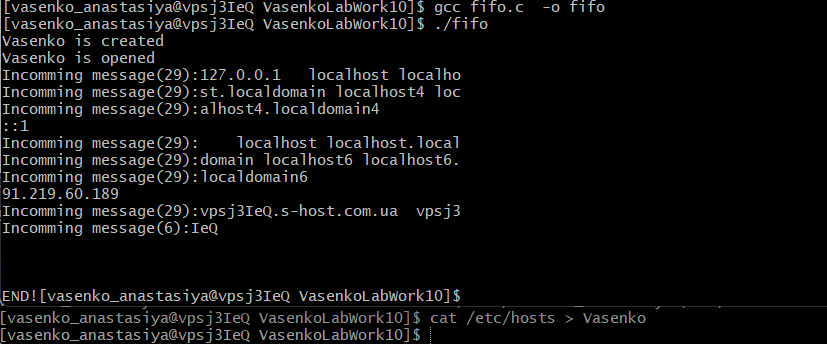 [vasenko_anastasiya@vpsj3IeQ VasenkoLabWork10]$ gcc fifo.c  -o fifo
[vasenko_anastasiya@vpsj3IeQ VasenkoLabWork10]$ ./fifo
Vasenko is created
Vasenko is opened
Incomming message(29):127.0.0.1   localhost localho
Incomming message(29):st.localdomain localhost4 loc
Incomming message(29):alhost4.localdomain4
::1
Incomming message(29):    localhost localhost.local
Incomming message(29):domain localhost6 localhost6.
Incomming message(29):localdomain6
91.219.60.189
Incomming message(29):vpsj3IeQ.s-host.com.ua  vpsj3
Incomming message(6):IeQ
END![vasenko_anastasiya@vpsj3IeQ VasenkoLabWork10]$
[vasenko_anastasiya@vpsj3IeQ VasenkoLabWork10]$ cat /etc/hosts > Vasenko
[vasenko_anastasiya@vpsj3IeQ VasenkoLabWork10]$